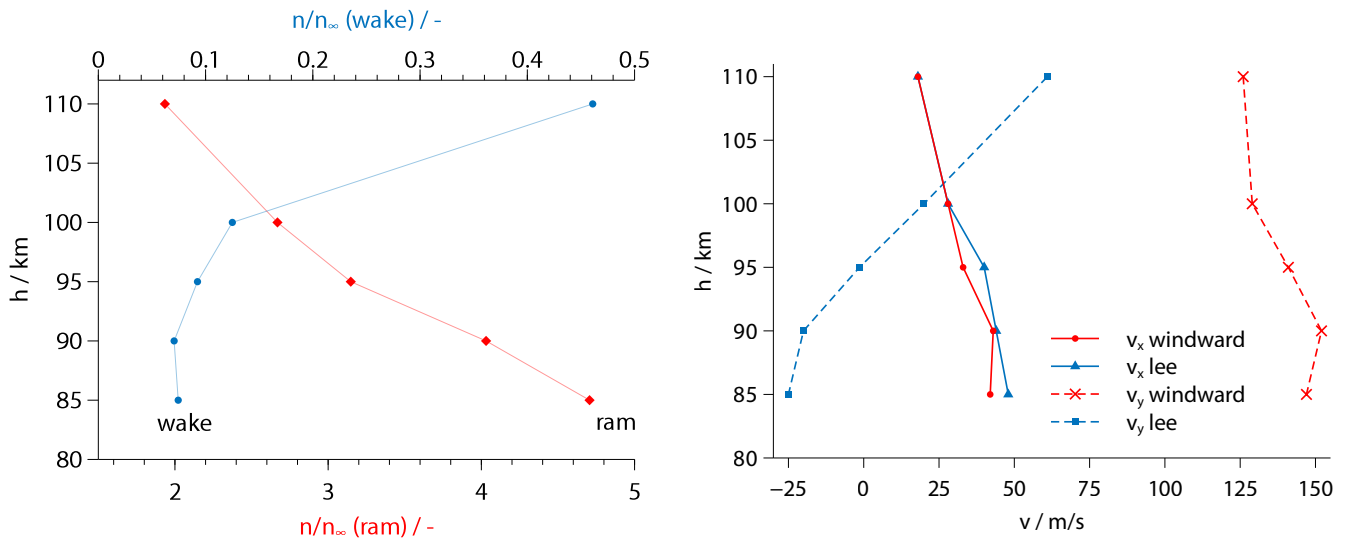 n/n∞ (wake) / -
0 0.1 0.2 0.3 0.4 0.5
110
105
100
95
90
85
80
h / km
wake
ram
2 3 4 5
n/n∞ (ram) / -
110
105
100
95
90
85
80
h / km
vx windward
vx lee
vy windward
vy lee
−25 0 25 50 75 100 125 150
v / m/s